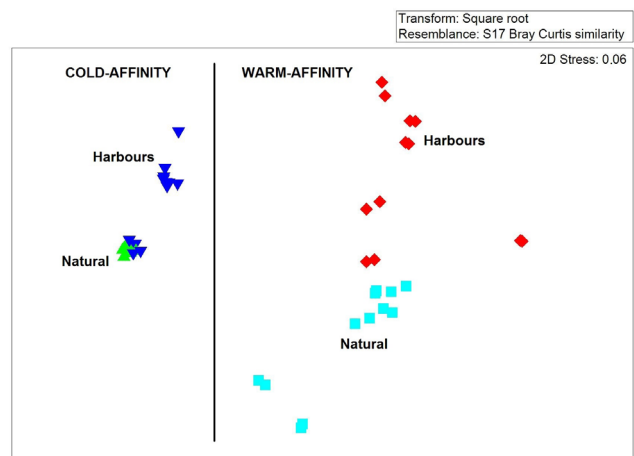 Transform: Square root
Resemblance: S17 Bray Curtis similarity
2D Stress: 0.06
COLD-AFFINITY
WARM-AFFINITY
Harbours
Harbours
Natural
Natural